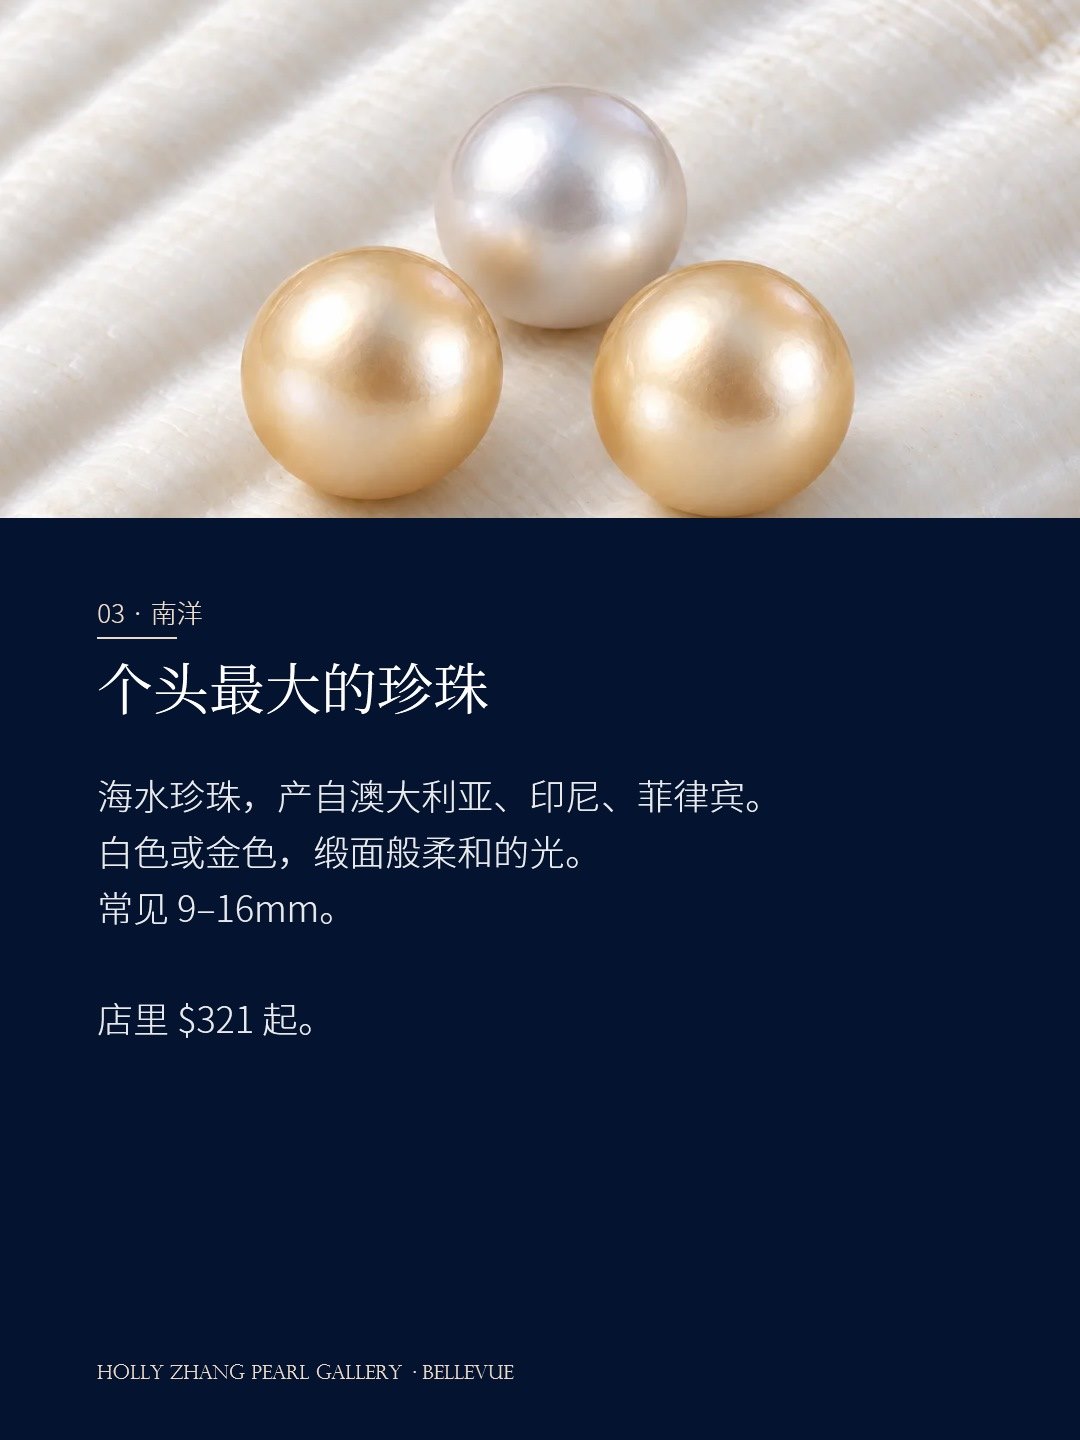 03 · 南洋
个头最大的珍珠
海水珍珠，产自澳大利亚、印尼、菲律宾。
白色或金色，缎面般柔和的光。
常见 9–16mm。
店里 $321 起。
HOLLY ZHANG PEARL GALLERY · BELLEVUE